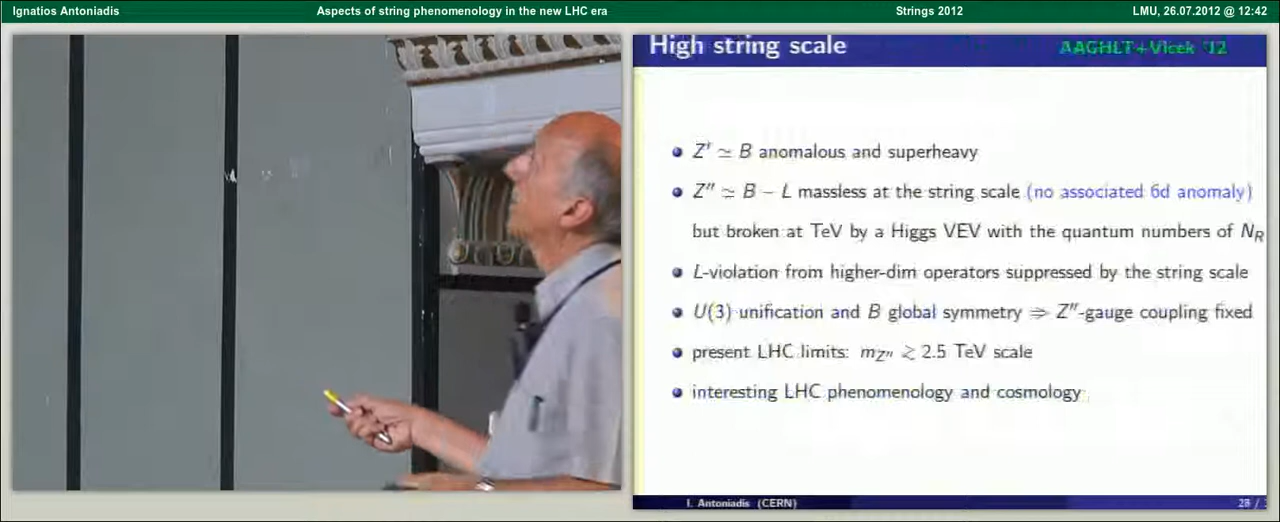 Ignatios Antoniadis
Aspects of string phenomenology in the new LHC era
Strings 2012
LMU, 26.07.2012 @ 12:42
High string scale
AAGHLT+Vlcek '12
Z' ≃ B anomalous and superheavy
Z'' ≃ B − L massless at the string scale (no associated 6d anomaly)
but broken at TeV by a Higgs VEV with the quantum numbers of N_R
L-violation from higher-dim operators suppressed by the string scale
U(3) unification and B global symmetry ⇒ Z''-gauge coupling fixed
present LHC limits: m_Z'' ≳ 2.5 TeV scale
interesting LHC phenomenology and cosmology
I. Antoniadis (CERN)